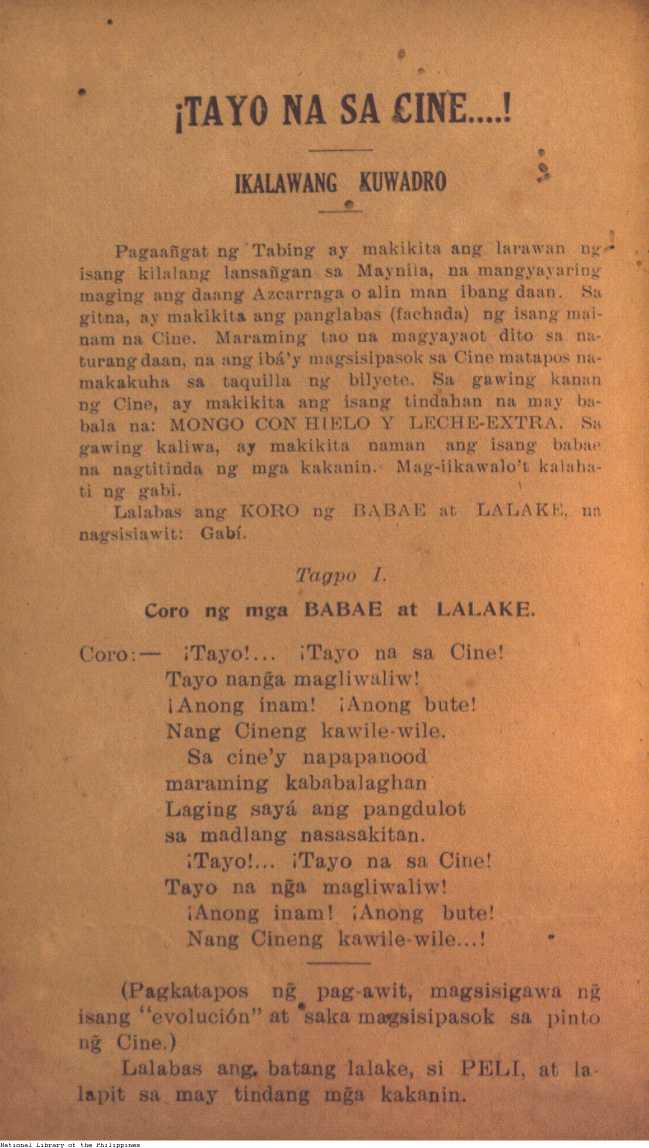 ¡TAYO NA SA CINE....!
IKALAWANG KUWADRO
Pagaañgat ng Tabing ay makikita ang larawan ng
isang kilalang lansañgan sa Maynila, na mangyayaring
maging ang daang Azcarraga o alin man ibang daan. Sa
gitna, ay makikita ang panglabas (fachada) ng isang mai-
nam na Cine. Maraming tao na magyayaot dito sa na-
turang daan, na ang ibá'y magsisipasok sa Cine matapos na-
makakuha sa taquilla ng bilyete. Sa gawing kanan
ng Cine, ay makikita ang isang tindahan na may ba-
bala na: MONGO CON HIELO Y LECHE-EXTRA. Sa
gawing kaliwa, ay makikita naman ang isang babae
na nagtitinda ng mga kakanin. Mag-iikawalo't kalaha-
ti ng gabi.
Lalabas ang KORO ng BABAE at LALAKE, na
nagsisiawit: Gabí.
Tagpo I.
Coro ng mga BABAE at LALAKE.
Coro:— ¡Tayo!... ¡Tayo na sa Cine!
Tayo nang̃a magliwaliw!
¡Anong inam! ¡Anong bute!
Nang Cineng kawile-wile.
Sa cine'y napapanood
maraming kababalaghan
Laging sayá ang pangdulot
sa madlang nasasakitan.
¡Tayo!... ¡Tayo na sa Cine!
Tayo na ng̃a magliwaliw!
¡Anong inam! ¡Anong bute!
Nang Cineng kawile-wile...!
(Pagkatapos ng̃ pag-awit, magsisigawa ng̃
isang "evolución" at saka magsisipasok sa pinto
ng̃ Cine.)
Lalabas ang batang lalake, si PELI, at la-
lapit sa may tindang mg̃a kakanin.
National Library of the Philippines